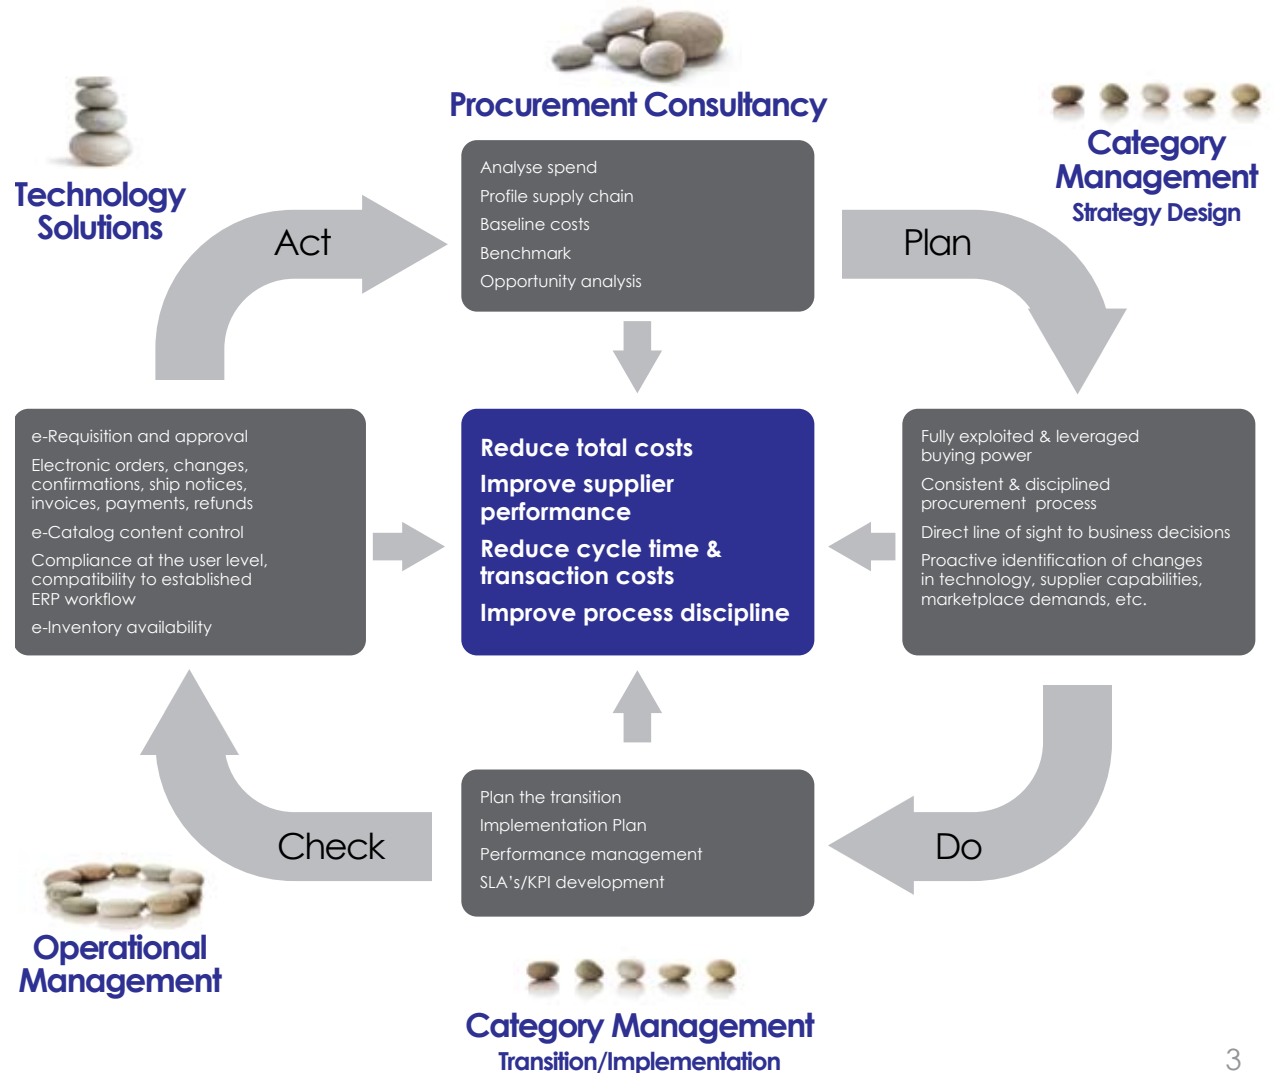 Procurement Consultancy
Analyse spend
Profile supply chain
Baseline costs
Benchmark
Opportunity analysis
Plan
Category
Management
Strategy Design
Fully exploited & leveraged
buying power
Consistent & disciplined
procurement process
Direct line of sight to business decisions
Proactive identification of changes
in technology, supplier capabilities,
marketplace demands, etc.
Do
Plan the transition
Implementation Plan
Performance management
SLA's/KPI development
Category Management
Transition/Implementation
Check
Operational
Management
e-Requisition and approval
Electronic orders, changes,
confirmations, ship notices,
invoices, payments, refunds
e-Catalog content control
Compliance at the user level,
compatibility to established
ERP workflow
e-Inventory availability
Technology
Solutions
Act
Reduce total costs
Improve supplier
performance
Reduce cycle time &
transaction costs
Improve process discipline
3